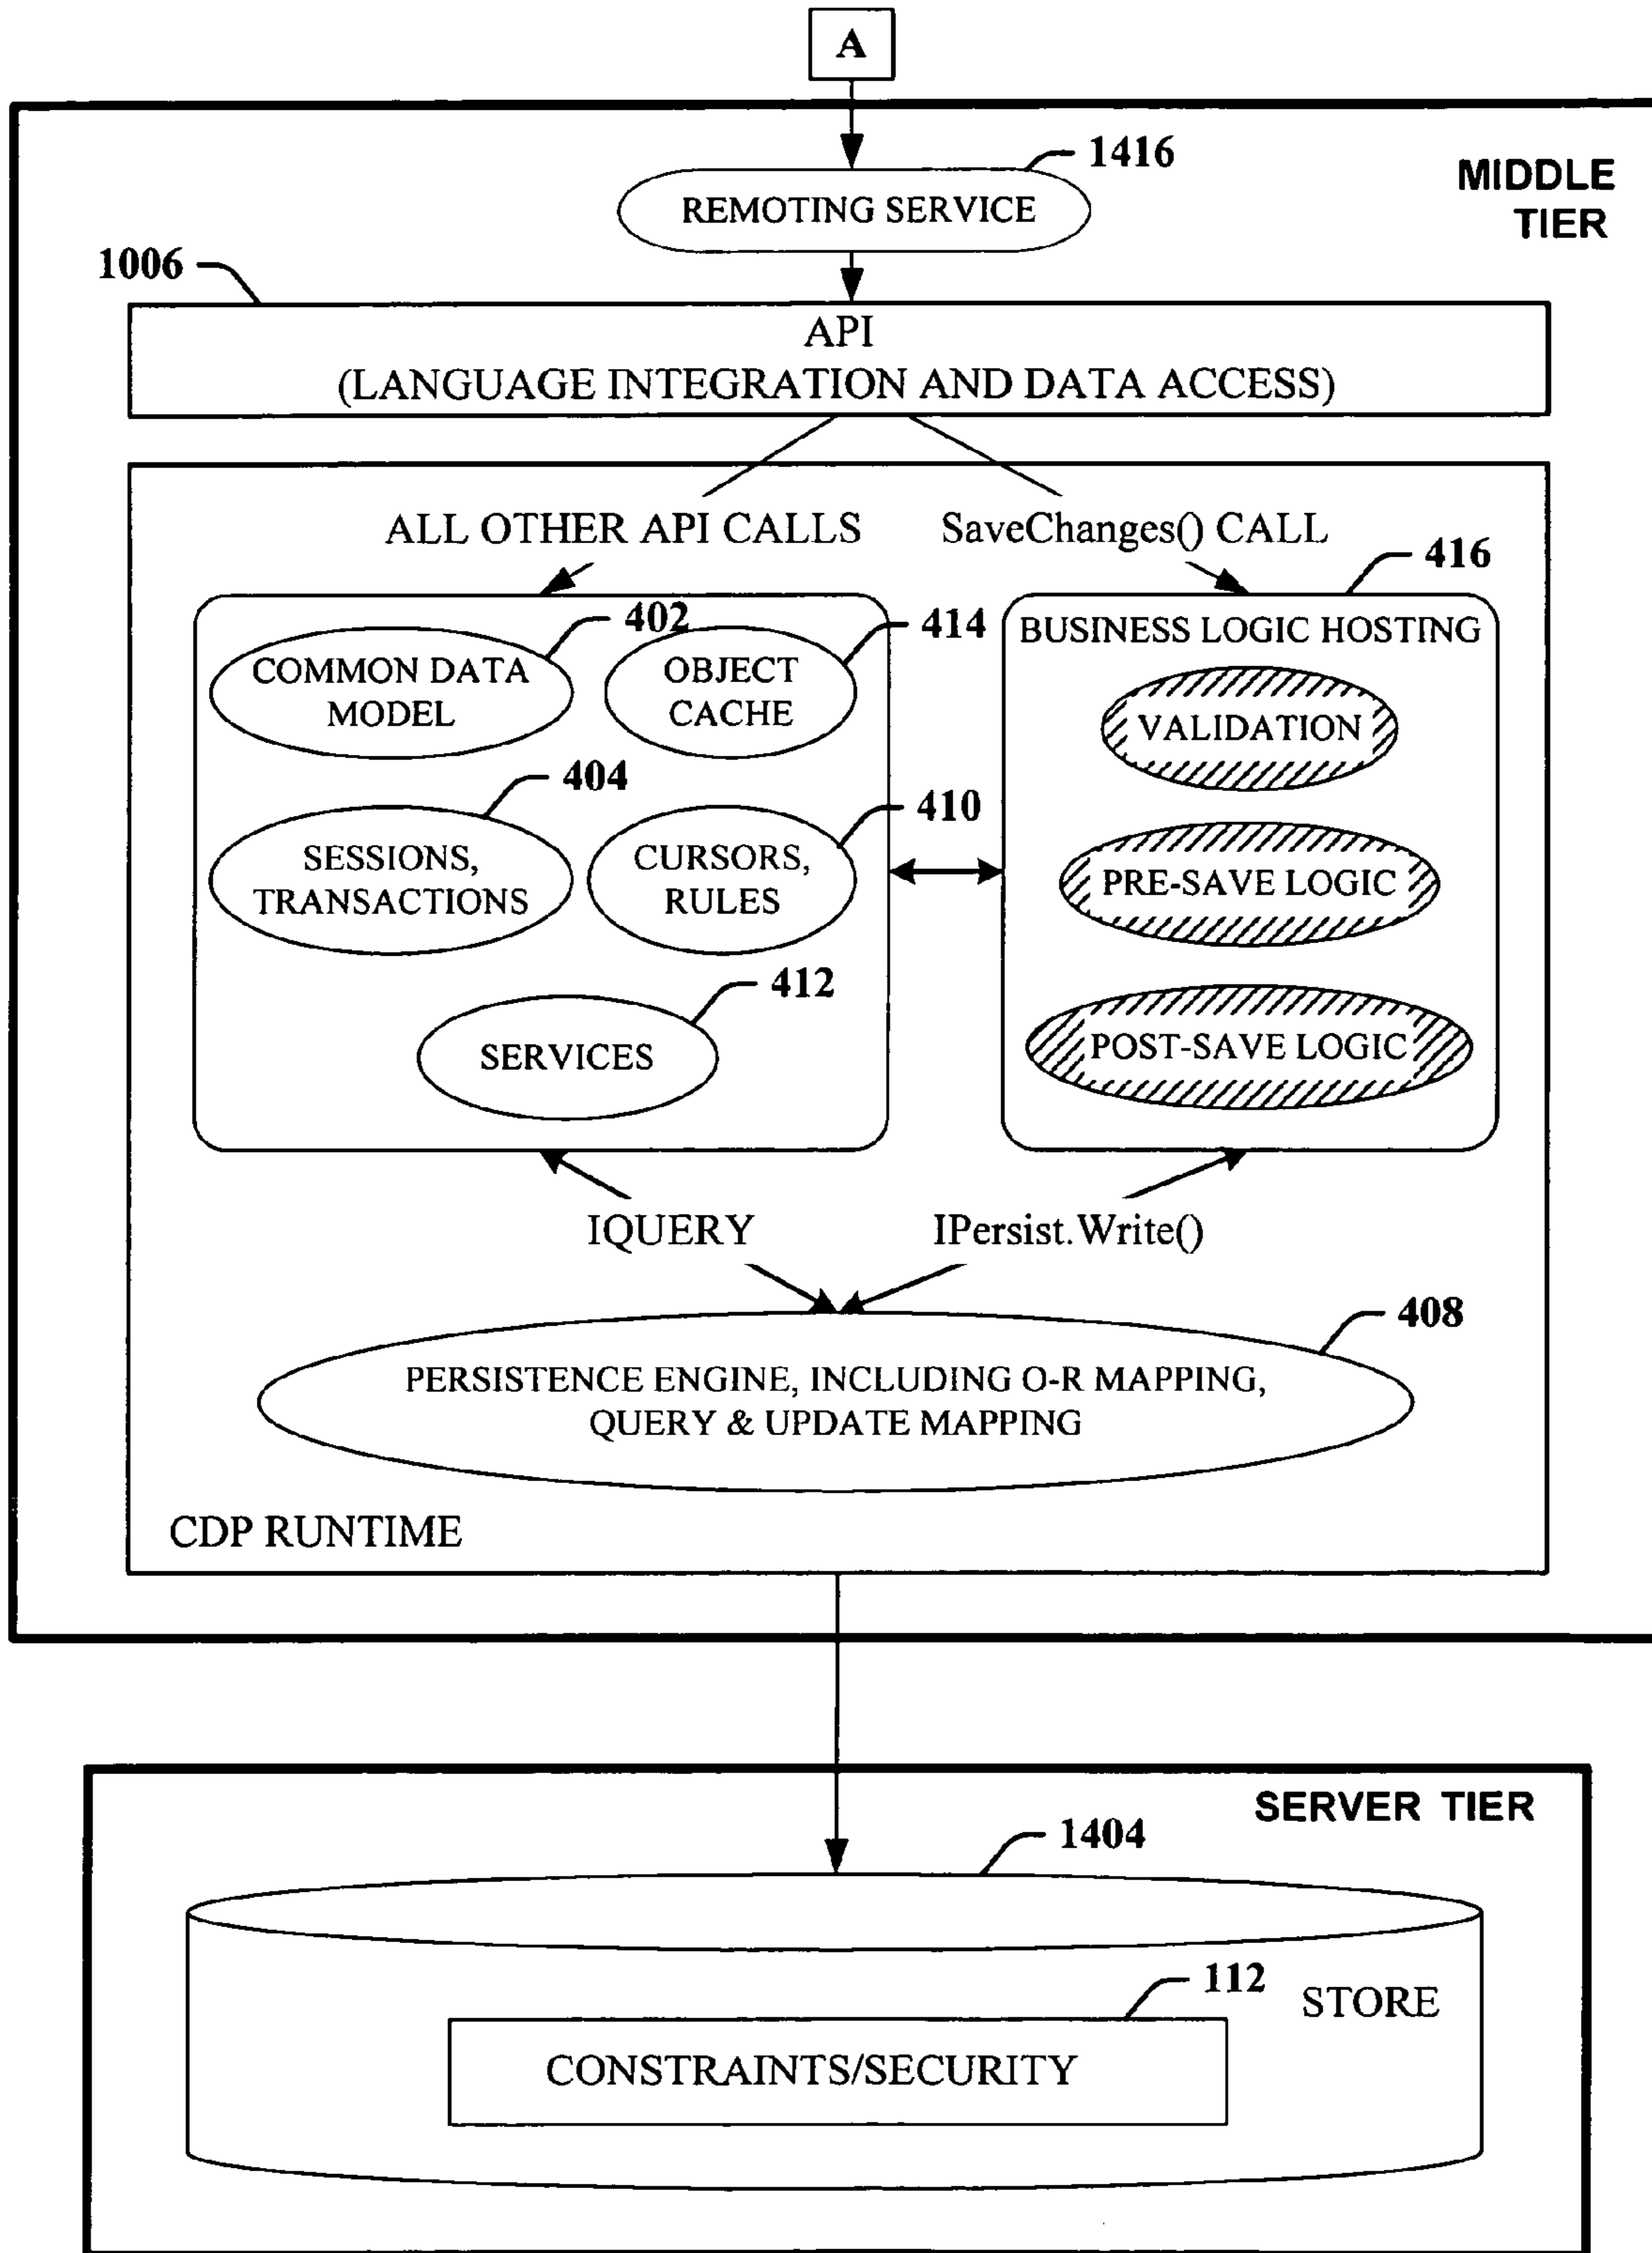 A
1416
MIDDLE
TIER
REMOTING SERVICE
1006
API
(LANGUAGE INTEGRATION AND DATA ACCESS)
ALL OTHER API CALLS
SaveChanges() CALL
416
402
414
BUSINESS LOGIC HOSTING
COMMON DATA
MODEL
OBJECT
CACHE
VALIDATION
404
410
SESSIONS,
TRANSACTIONS
CURSORS,
RULES
PRE-SAVE LOGIC
412
SERVICES
POST-SAVE LOGIC
IQUERY
IPersist.Write()
408
PERSISTENCE ENGINE, INCLUDING O-R MAPPING,
QUERY & UPDATE MAPPING
CDP RUNTIME
SERVER TIER
1404
112
STORE
CONSTRAINTS/SECURITY